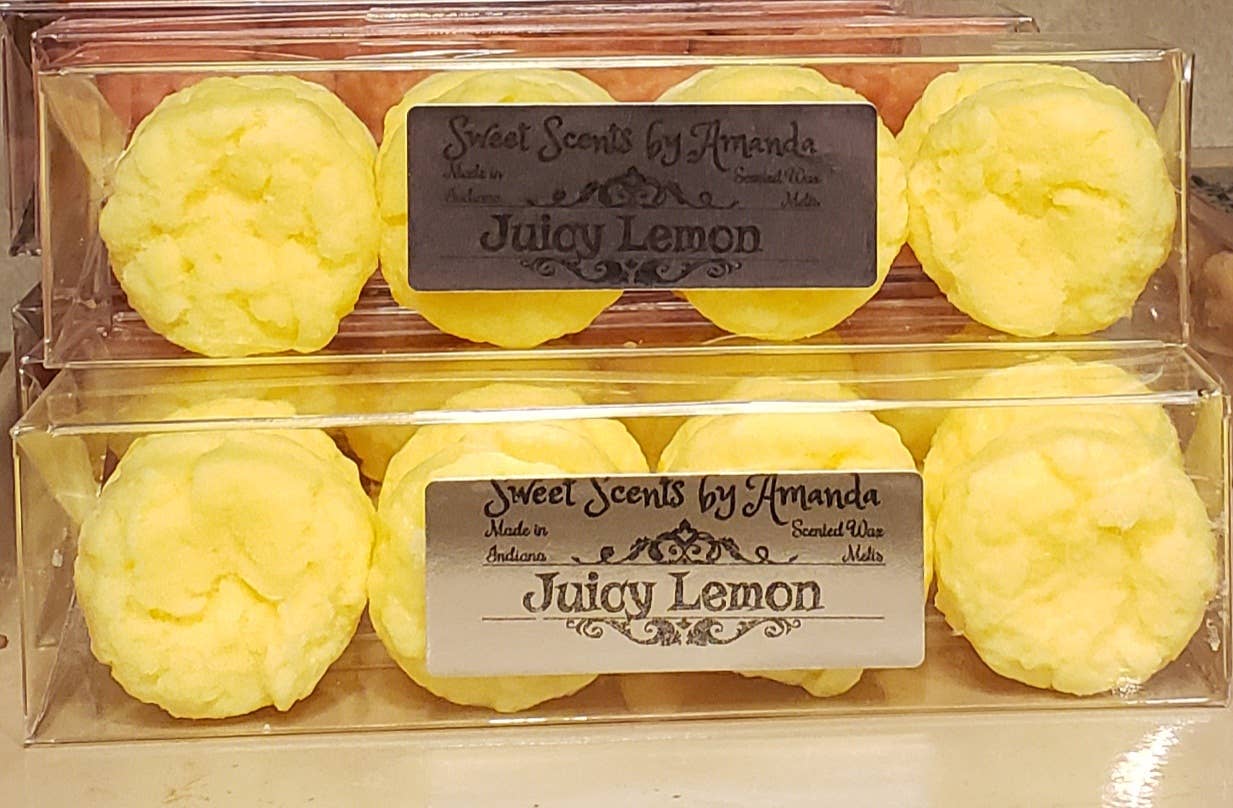 Sweet Scents by Amanda
Made in Scented Wax
Indiana Melts
Juicy Lemon
Sweet Scents by Amanda
Made in Scented Wax
Indiana Melts
Juicy Lemon